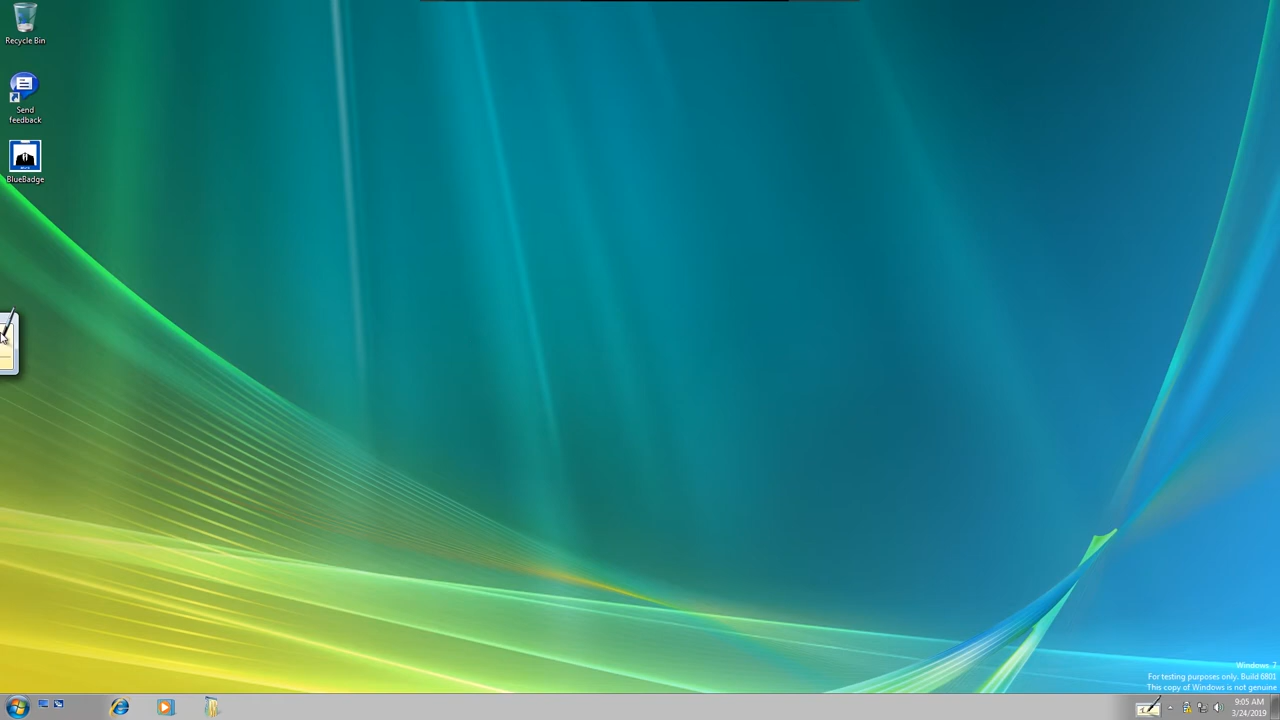 Recycle Bin
Send
feedback
BlueBadge
Windows 7
For testing purposes only. Build 6801
This copy of Windows is not genuine
9:05 AM
3/24/2019